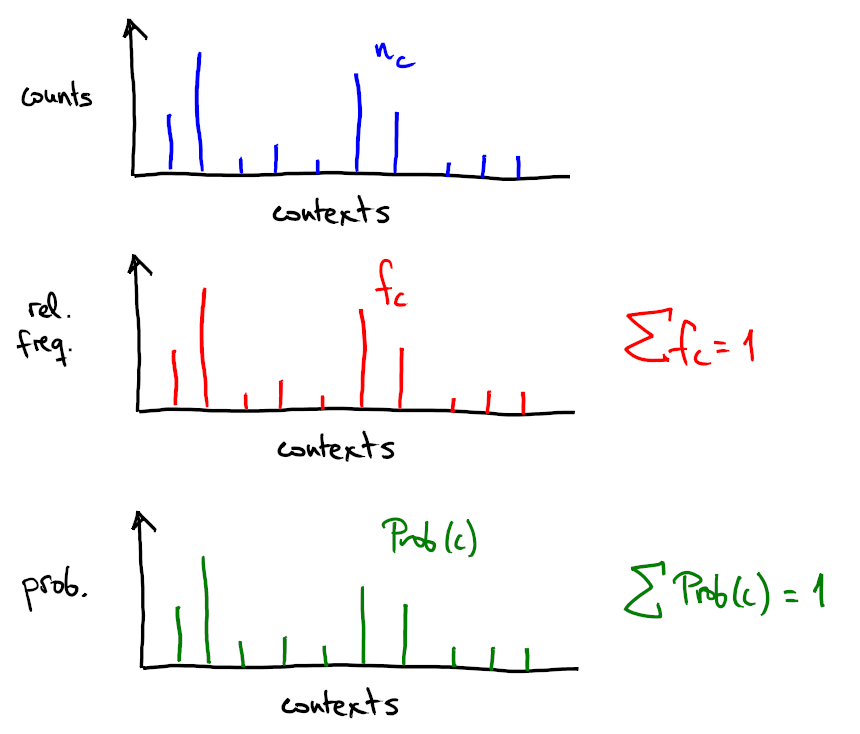 n_c
counts
contexts
f_c
rel.
freq.
∑f_c = 1
contexts
Prob(c)
prob.
∑ Prob(c) = 1
contexts